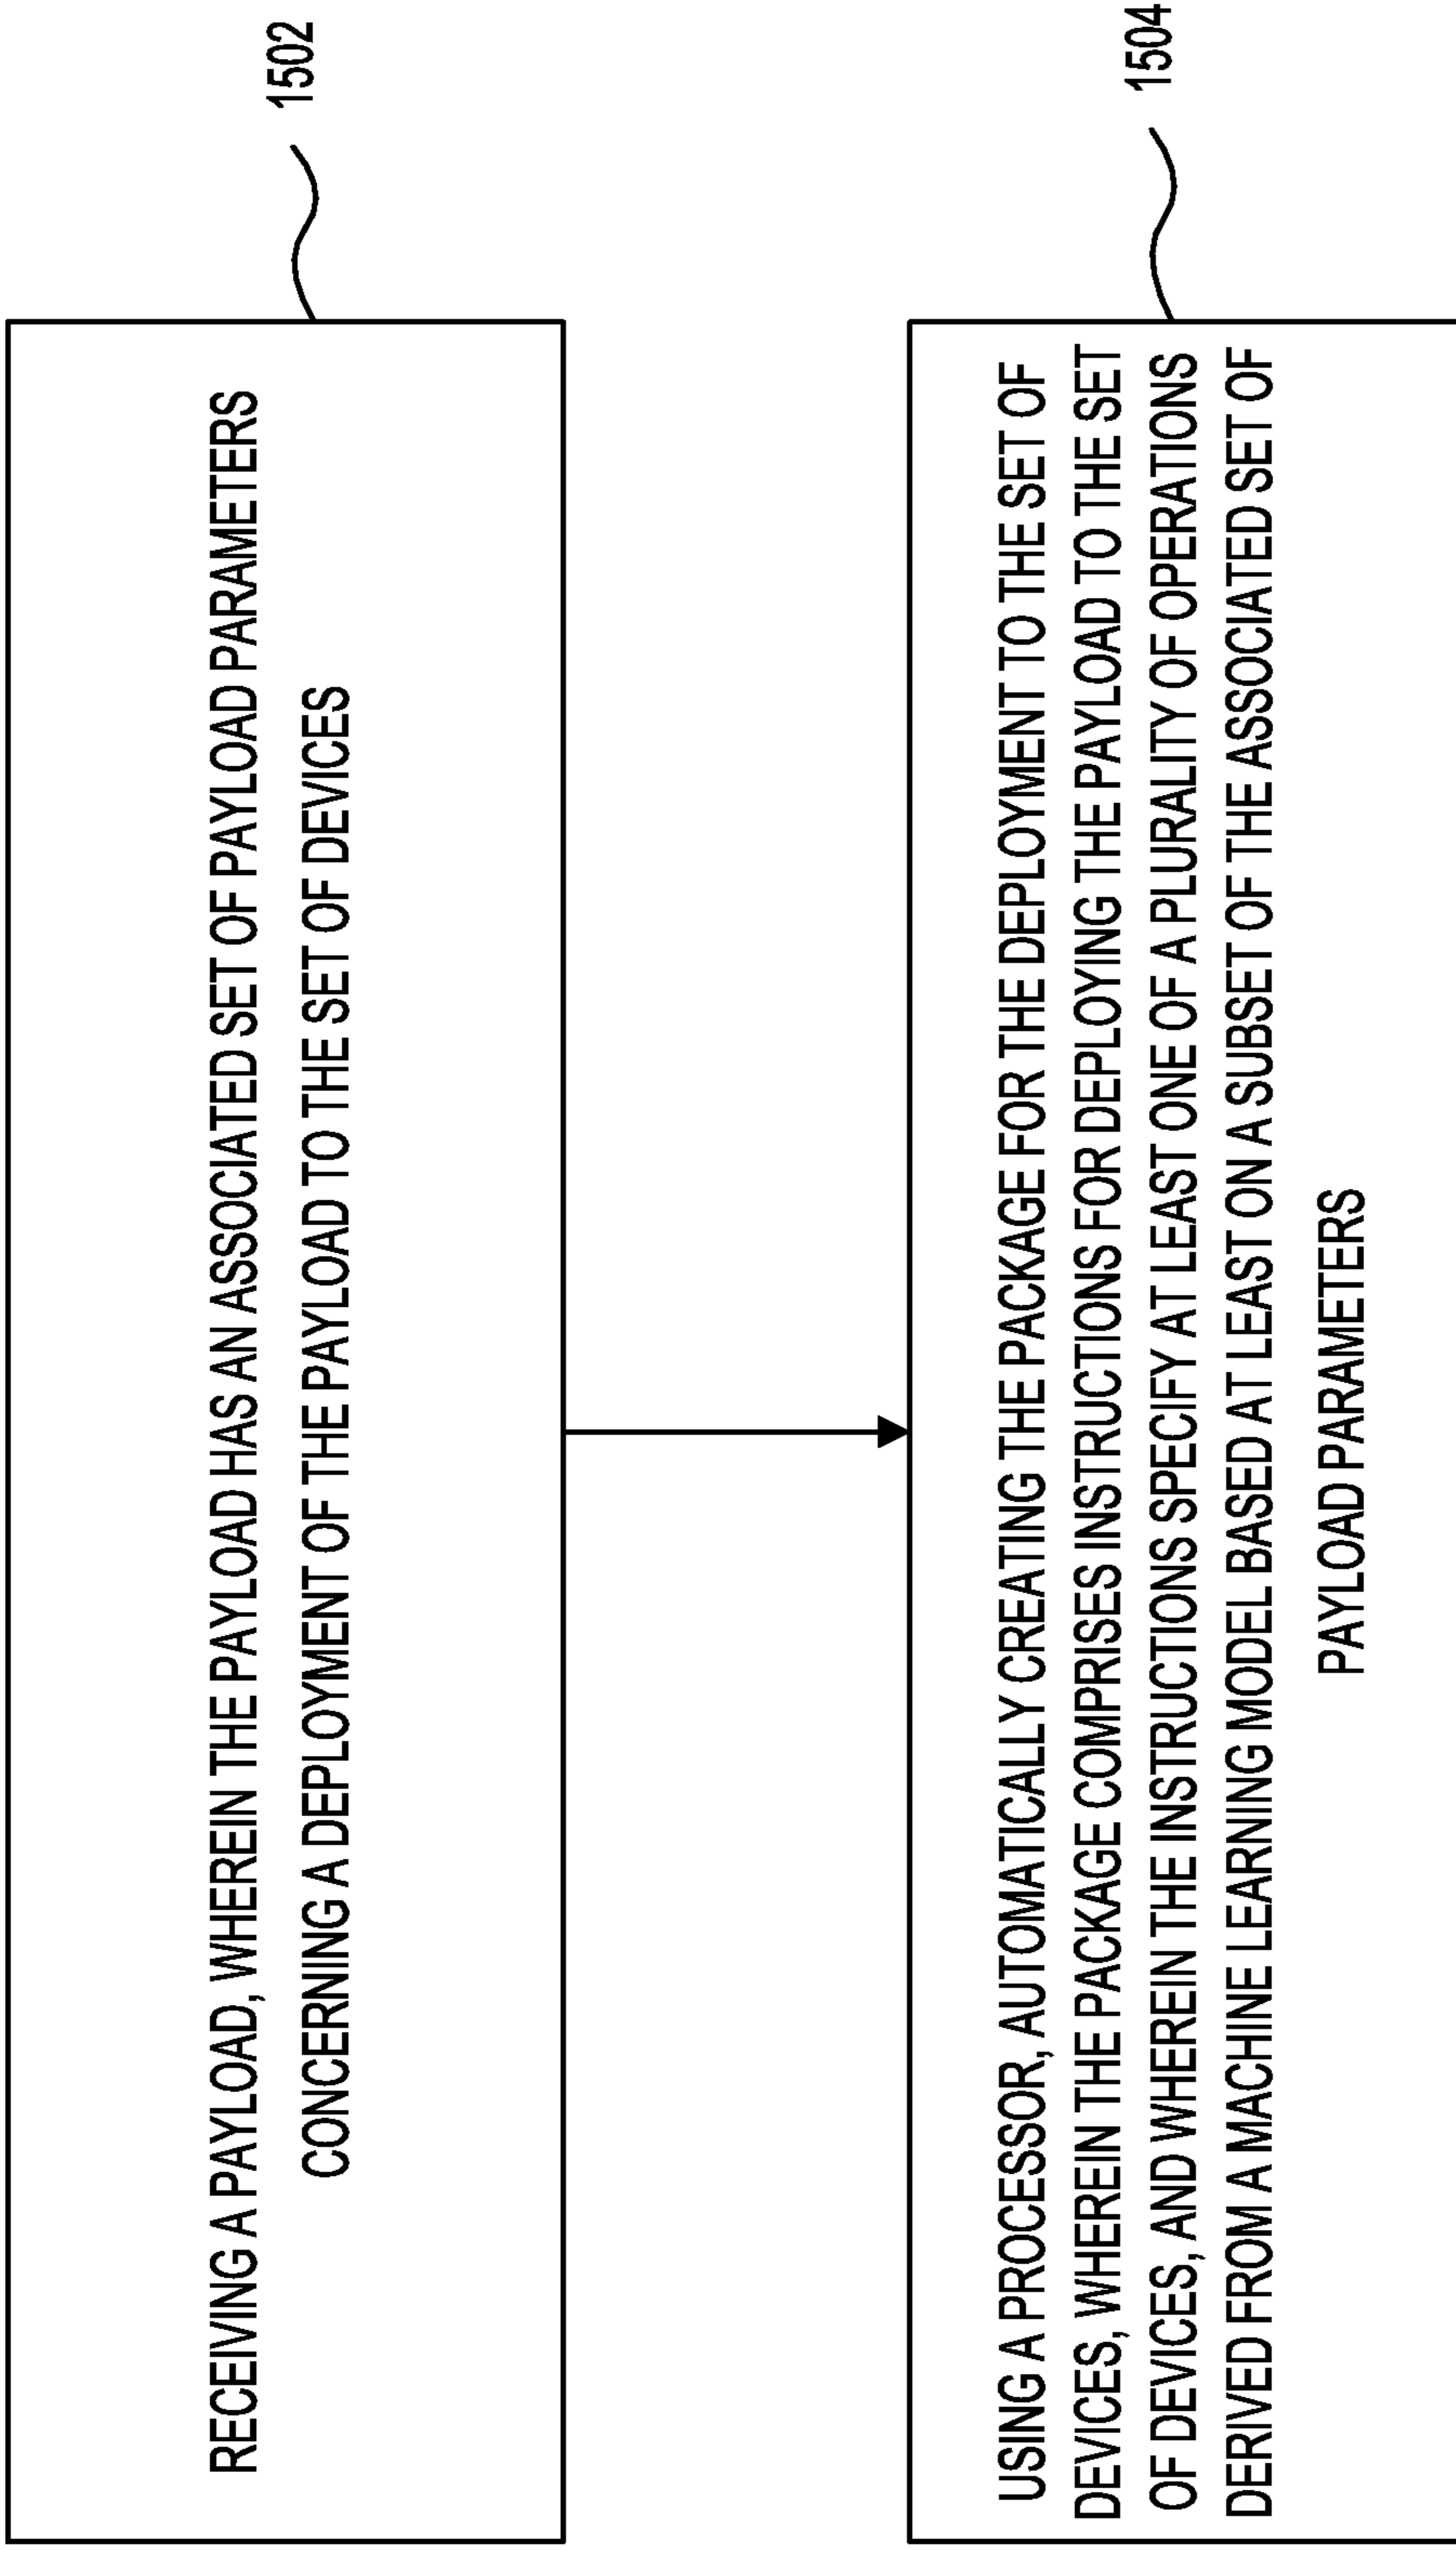 RECEIVING A PAYLOAD, WHEREIN THE PAYLOAD HAS AN ASSOCIATED SET OF PAYLOAD PARAMETERS
CONCERNING A DEPLOYMENT OF THE PAYLOAD TO THE SET OF DEVICES
1502
USING A PROCESSOR, AUTOMATICALLY CREATING THE PACKAGE FOR THE DEPLOYMENT TO THE SET OF
DEVICES, WHEREIN THE PACKAGE COMPRISES INSTRUCTIONS FOR DEPLOYING THE PAYLOAD TO THE SET
OF DEVICES, AND WHEREIN THE INSTRUCTIONS SPECIFY AT LEAST ONE OF A PLURALITY OF OPERATIONS
DERIVED FROM A MACHINE LEARNING MODEL BASED AT LEAST ON A SUBSET OF THE ASSOCIATED SET OF
PAYLOAD PARAMETERS
1504